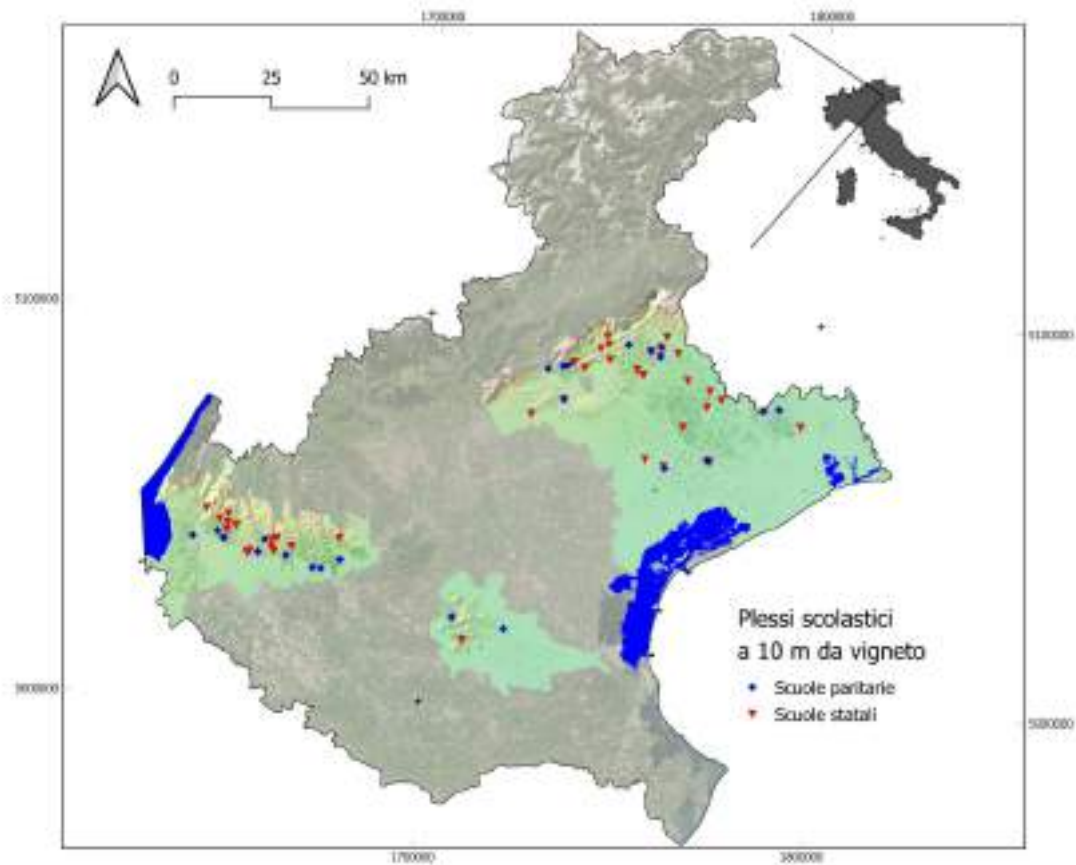 1700000 1800000
0 25 50 km
5100000
5100000
Plessi scolastici
a 10 m da vigneto
Scuole paritarie
Scuole statali
5000000
5000000
1700000 1800000